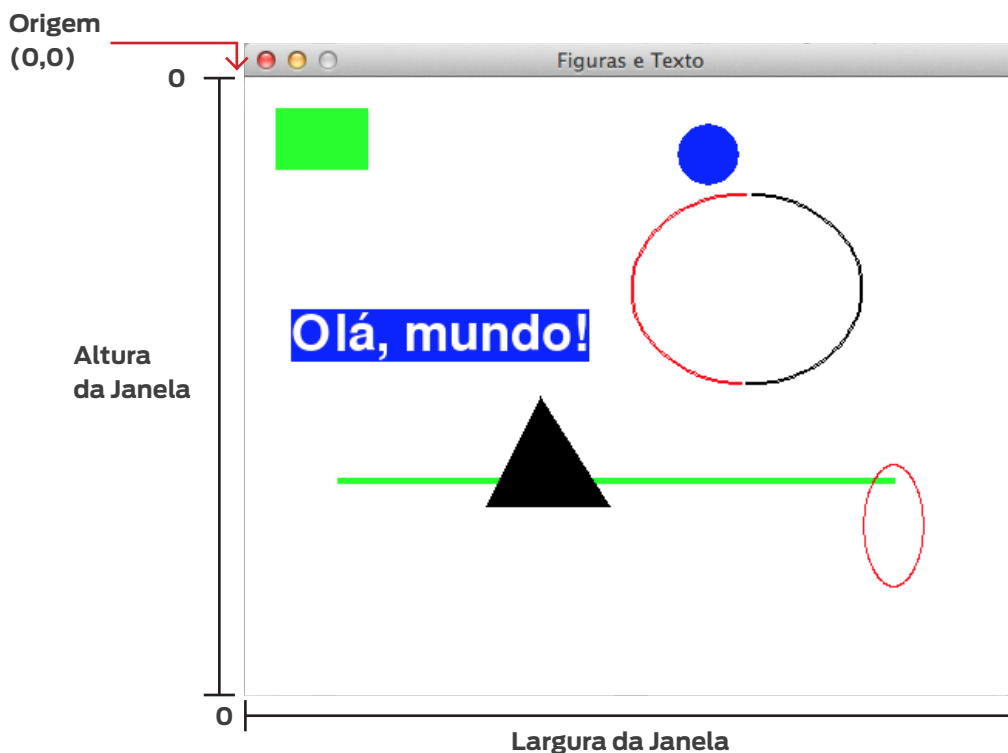 Origem
(0,0)
Figuras e Texto
0
Olá, mundo!
Altura
da Janela
0
Largura da Janela